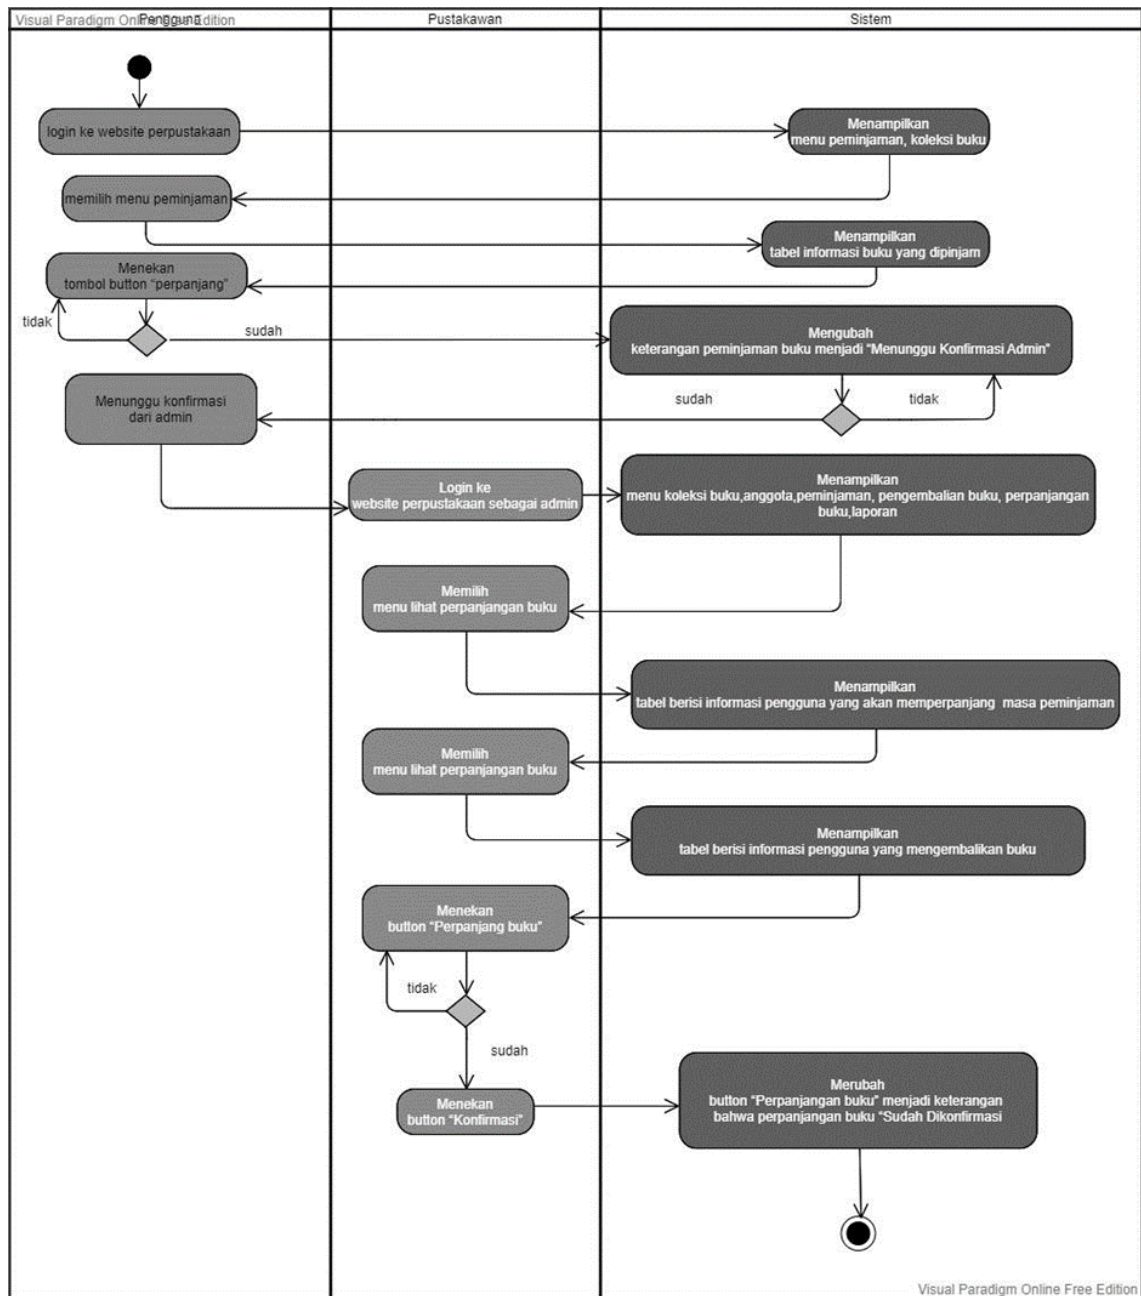 Visual Paradigm Online Free Edition
Pengguna
Pustakawan
Sistem
login ke website perpustakaan
Menampilkan
menu peminjaman, koleksi buku
memilih menu peminjaman
Menampilkan
tabel informasi buku yang dipinjam
Menekan
tombol button “perpanjang”
tidak
sudah
Mengubah
keterangan peminjaman buku menjadi “Menunggu Konfirmasi Admin”
sudah
tidak
Menunggu konfirmasi
dari admin
Login ke
website perpustakaan sebagai admin
Menampilkan
menu koleksi buku,anggota,peminjaman, pengembalian buku, perpanjangan
buku,laporan
Memilih
menu lihat perpanjangan buku
Menampilkan
tabel berisi informasi pengguna yang akan memperpanjang masa peminjaman
Memilih
menu lihat perpanjangan buku
Menampilkan
tabel berisi informasi pengguna yang mengembalikan buku
Menekan
button “Perpanjang buku”
tidak
sudah
Menekan
button “Konfirmasi”
Merubah
button “Perpanjangan buku” menjadi keterangan
bahwa perpanjangan buku “Sudah Dikonfirmasi
Visual Paradigm Online Free Edition